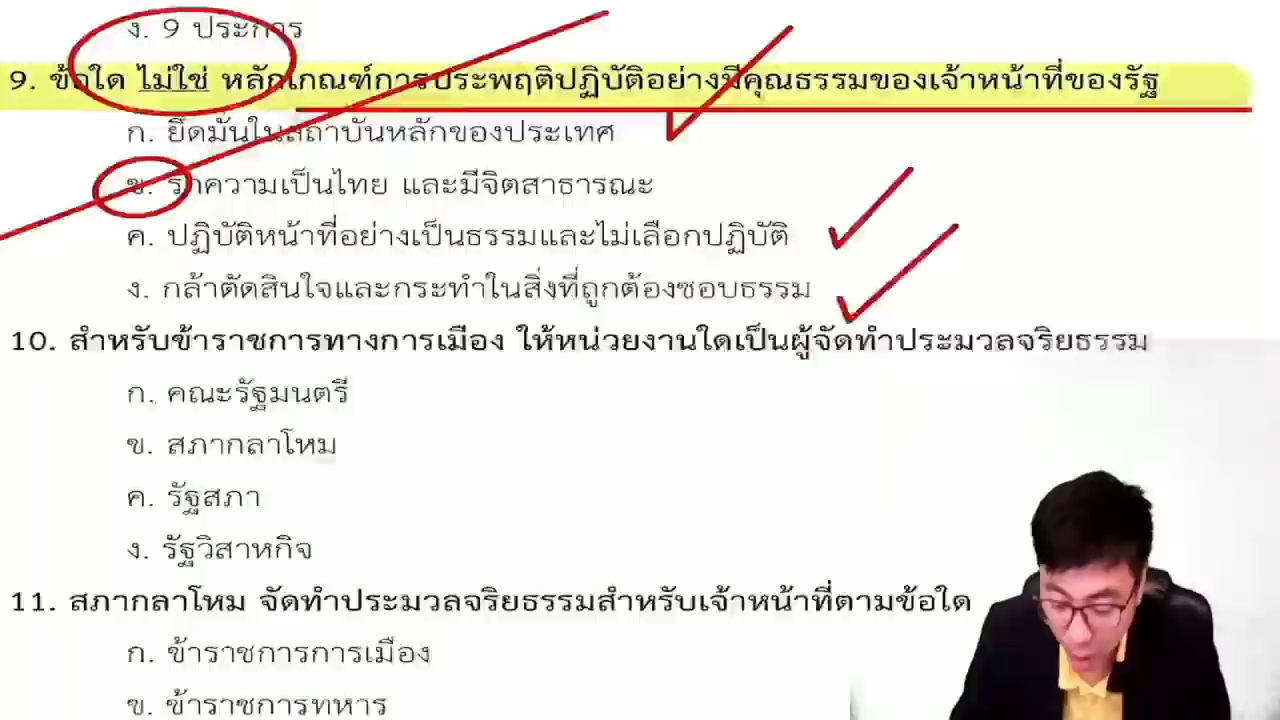 ง. 9 ประการ
9. ข้อใด ไม่ใช่ หลักเกณฑ์การประพฤติปฏิบัติอย่างมีคุณธรรมของเจ้าหน้าที่ของรัฐ
ก. ยึดมั่นในสถาบันหลักของประเทศ
ข. รักความเป็นไทย และมีจิตสาธารณะ
ค. ปฏิบัติหน้าที่อย่างเป็นธรรมและไม่เลือกปฏิบัติ
ง. กล้าตัดสินใจและกระทำในสิ่งที่ถูกต้องชอบธรรม
10. สำหรับข้าราชการทางการเมือง ให้หน่วยงานใดเป็นผู้จัดทำประมวลจริยธรรม
ก. คณะรัฐมนตรี
ข. สภากลาโหม
ค. รัฐสภา
ง. รัฐวิสาหกิจ
11. สภากลาโหม จัดทำประมวลจริยธรรมสำหรับเจ้าหน้าที่ตามข้อใด
ก. ข้าราชการการเมือง
ข. ข้าราชการทหาร